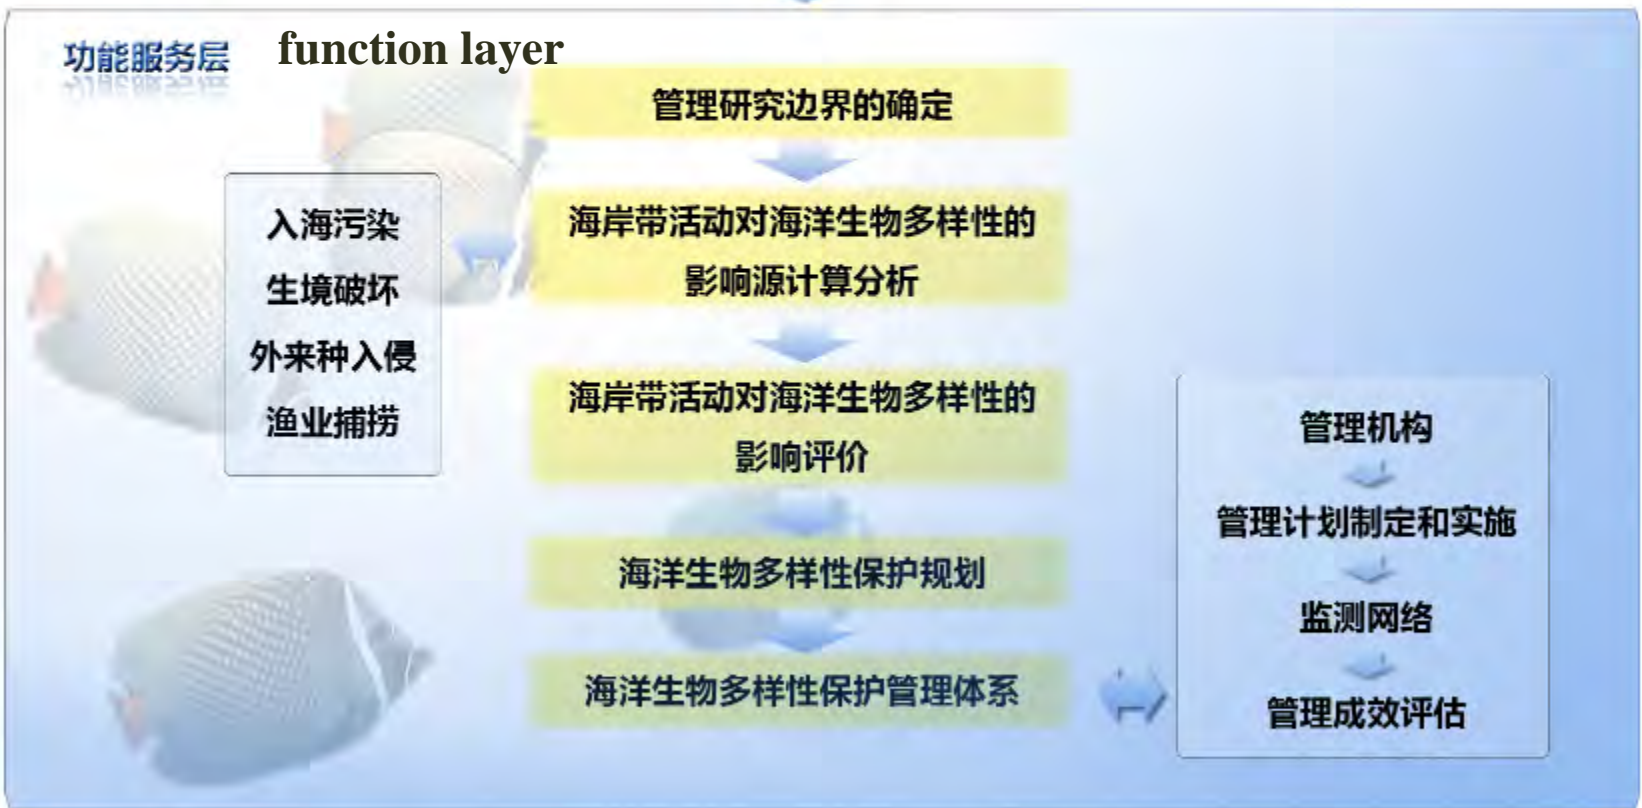 功能服务层
function layer
管理研究边界的确定
海岸带活动对海洋生物多样性的
影响源计算分析
入海污染
生境破坏
外来种入侵
渔业捕捞
海岸带活动对海洋生物多样性的
影响评价
海洋生物多样性保护规划
海洋生物多样性保护管理体系
管理机构
管理计划制定和实施
监测网络
管理成效评估